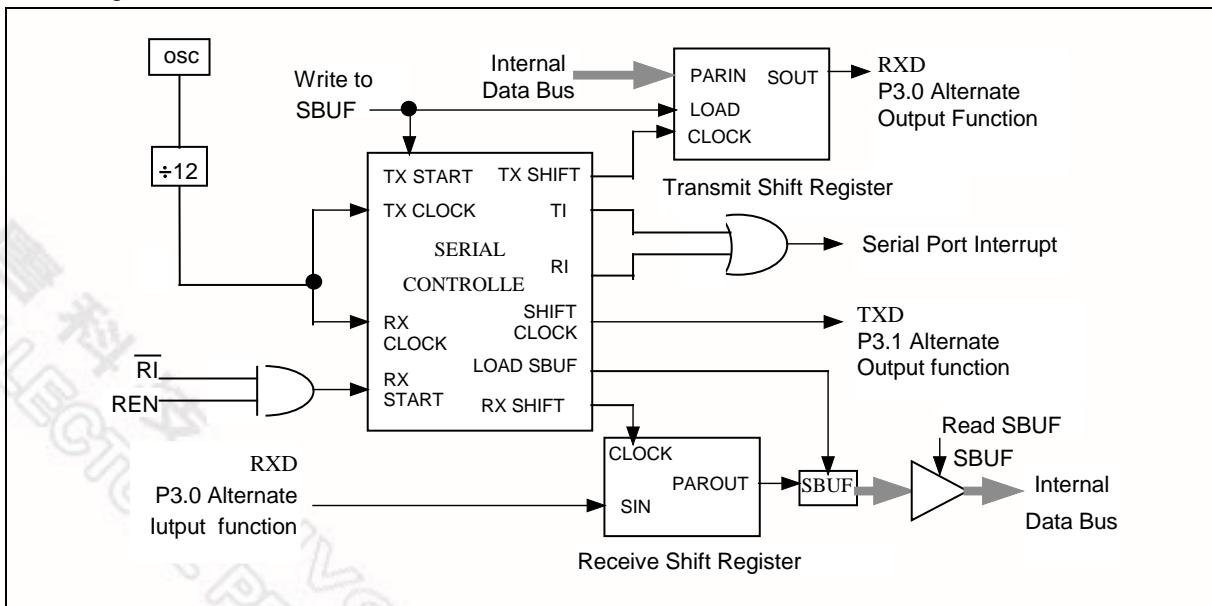 osc
÷12
Write to
SBUF
Internal
Data Bus
PARIN SOUT
LOAD
CLOCK
RXD
P3.0 Alternate
Output Function
Transmit Shift Register
TX START TX SHIFT
TX CLOCK TI
SERIAL
RI
CONTROLLE
SHIFT
CLOCK
RX
CLOCK
LOAD SBUF
RX
START
RX SHIFT
Serial Port Interrupt
TXD
P3.1 Alternate
Output function
RI
REN
RXD
P3.0 Alternate
Iutput function
CLOCK
PAROUT
SIN
Receive Shift Register
SBUF
Read SBUF
SBUF
Internal
Data Bus